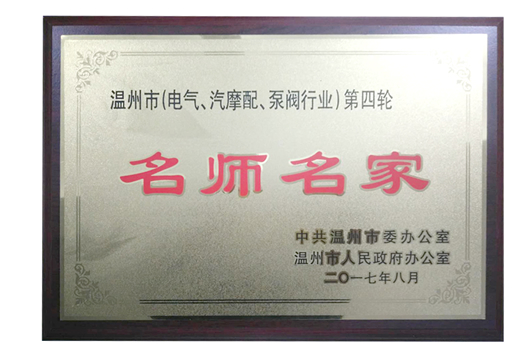 温州市(电气、汽摩配、泵阀行业)第四轮
名师名家
中共温州市委办公室
温州市人民政府办公室
二〇一七年八月